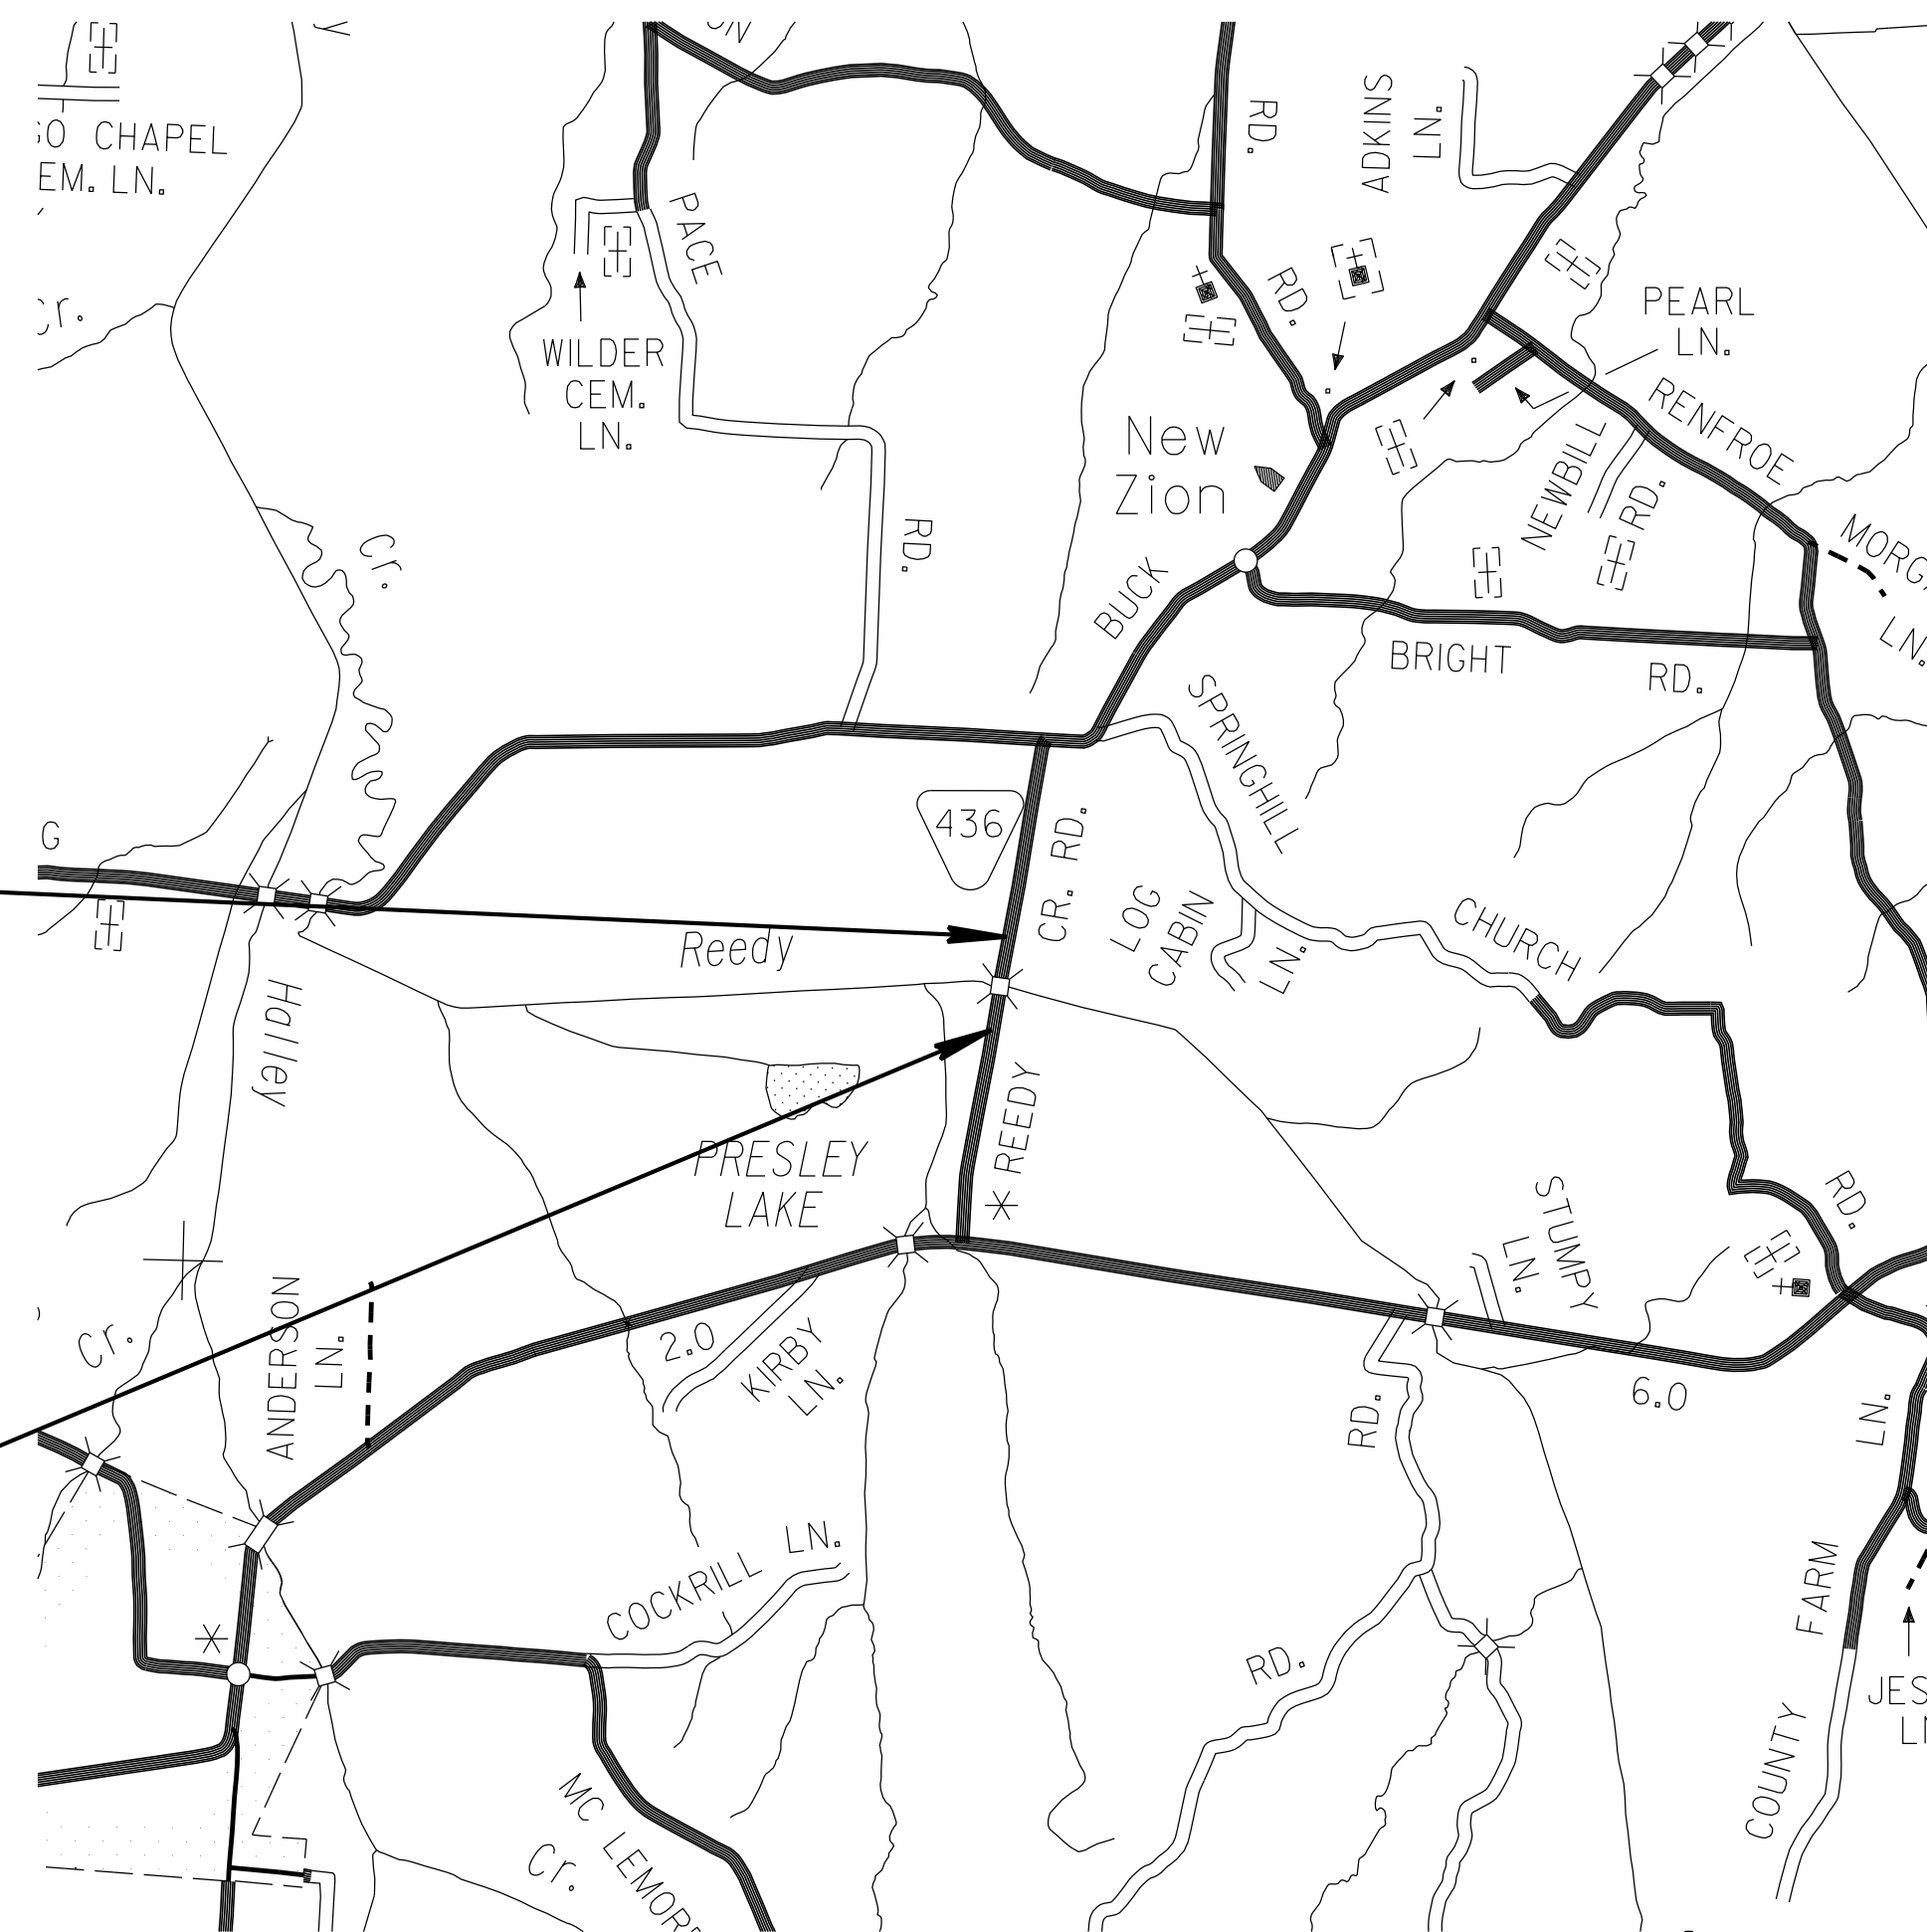 GO CHAPEL
EM. LN.
Cr.
WILDER
CEM.
LN.
PACE
RD.
RD.
RD.
ADKINS
LN.
PEARL
LN.
RENFROE
NEWBILL
RD.
New
Zion
MORGA
LN.
Cr.
BUCK
BRIGHT
RD.
SPRINGHILL
CHURCH
RD.
G
436
REEDY
CR. RD.
LOG
CABIN
LN.
Reedy
Halley
Cr.
PRESLEY
LAKE
STUMPY
LN.
ANDERSON
LN.
2.0
KIRBY
LN.
RD.
6.0
LN.
COCKRILL LN.
RD.
COUNTY
FARM
JES
LN
MC LEMORE
Cr.